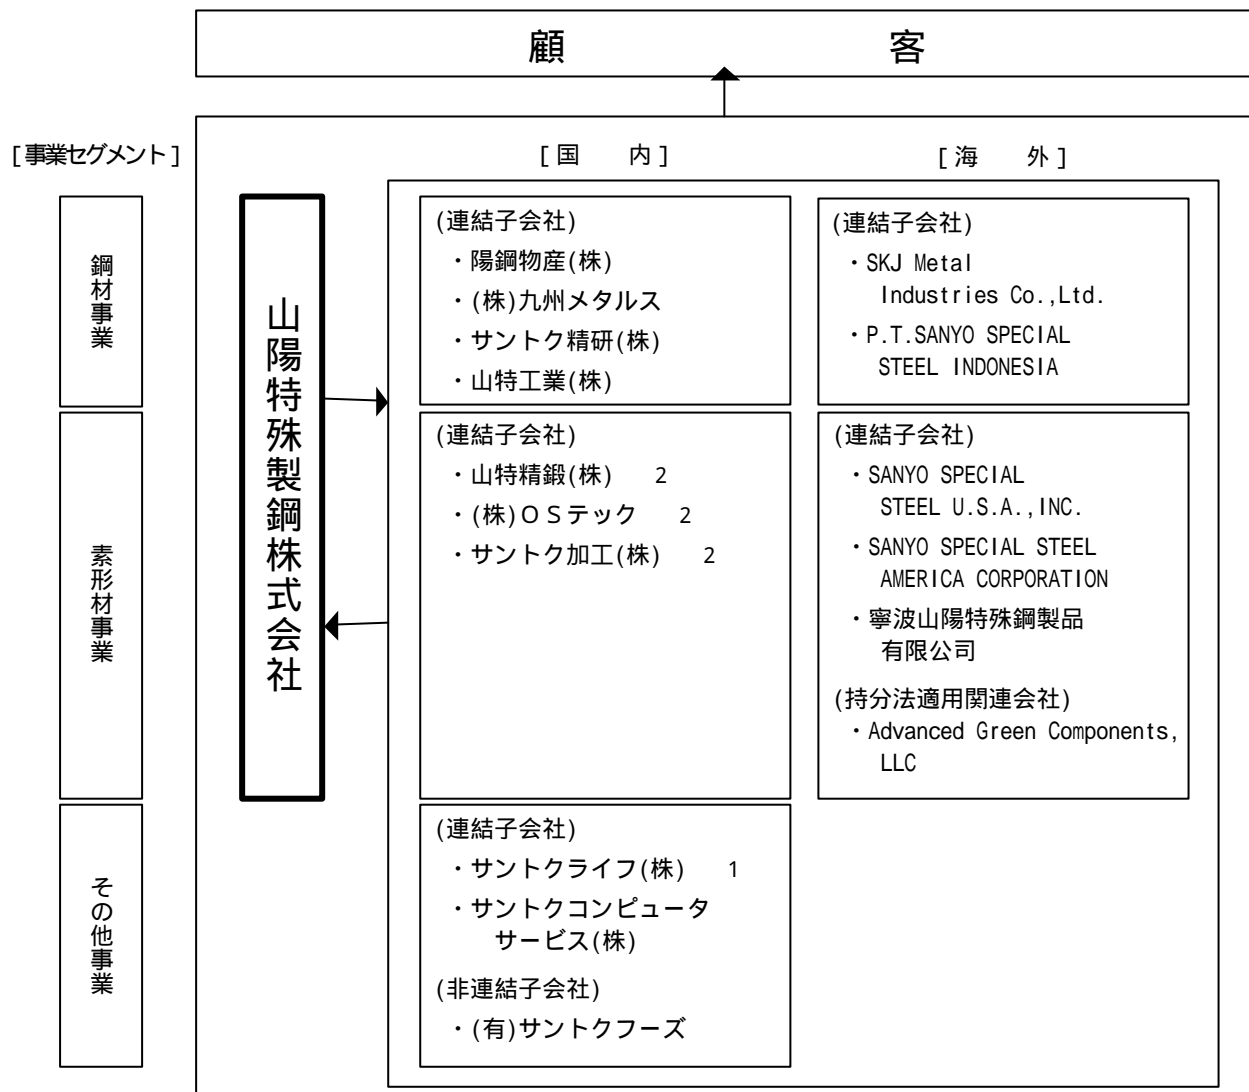 顧 客
[事業セグメント]
[国 内]
[海 外]
鋼材事業
山陽特殊製鋼株式会社
(連結子会社)
・陽鋼物産(株)
・(株)九州メタルス
・サントク精研(株)
・山特工業(株)
(連結子会社)
・SKJ Metal
Industries Co.,Ltd.
・P.T.SANYO SPECIAL
STEEL INDONESIA
素形材事業
(連結子会社)
・山特精鍛(株) 2
・(株)OSテック 2
・サントク加工(株) 2
(連結子会社)
・SANYO SPECIAL
STEEL U.S.A.,INC.
・SANYO SPECIAL STEEL
AMERICA CORPORATION
・寧波山陽特殊鋼製品
有限公司
(持分法適用関連会社)
・Advanced Green Components,
LLC
その他事業
(連結子会社)
・サントクライフ(株) 1
・サントクコンピュータ
サービス(株)
(非連結子会社)
・(有)サントクフーズ